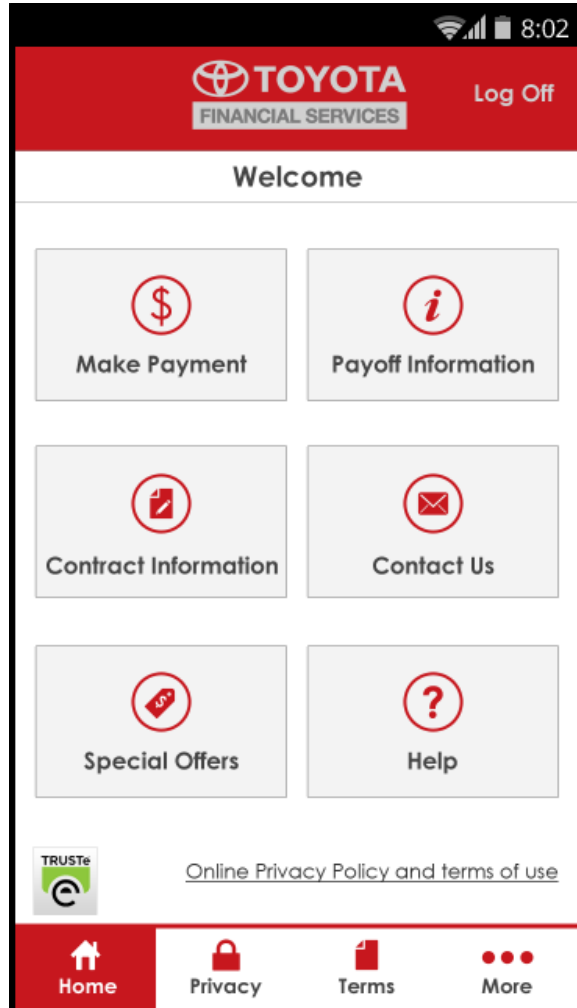 8:02
TOYOTA
FINANCIAL SERVICES
Log Off
Welcome
$
i
Make Payment
Payoff Information
Contract Information
Contact Us
$
?
Special Offers
Help
TRUSTe
e
Online Privacy Policy and terms of use
Home
Privacy
Terms
More